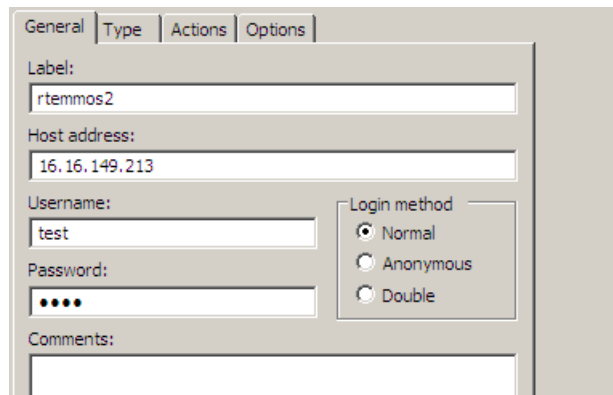 General Type Actions Options
Label:
rtemmos2
Host address:
16.16.149.213
Username:
test
Login method
Normal
Anonymous
Double
Password:
••••
Comments: